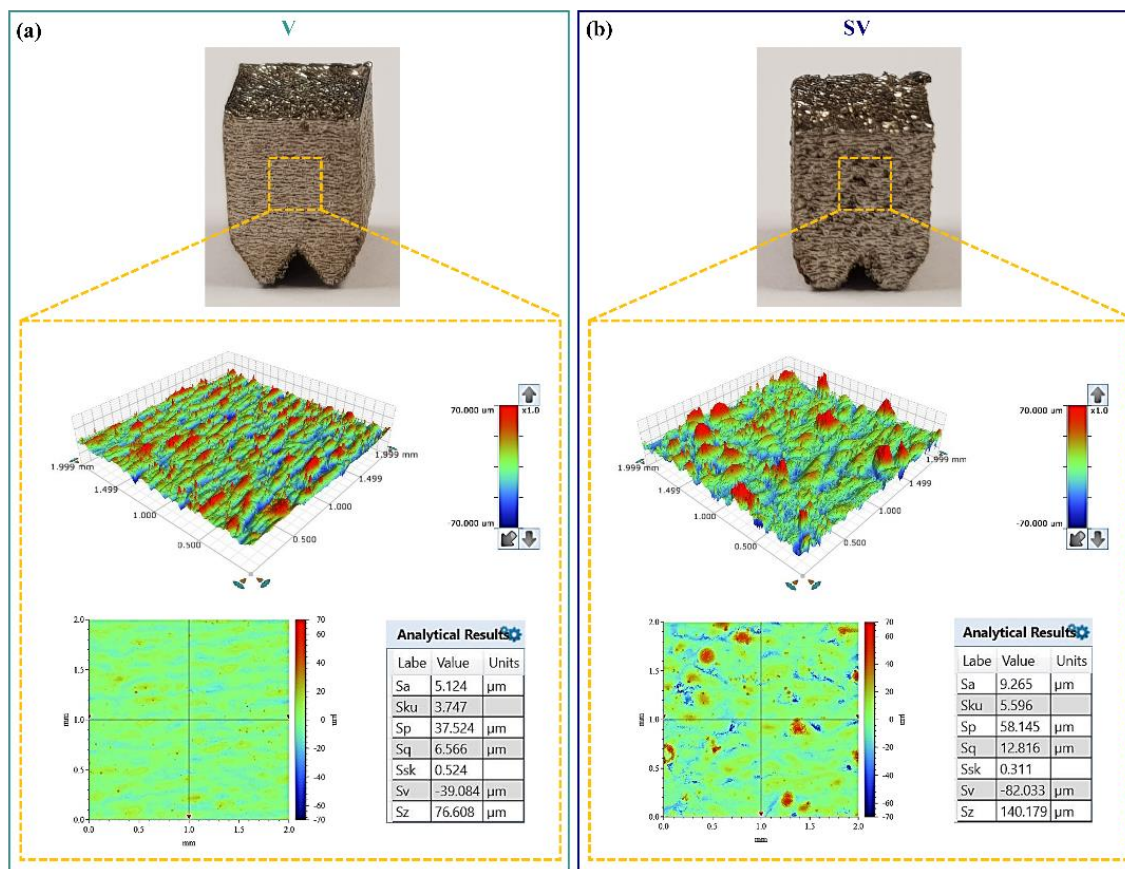 (a)
V
(b)
SV
70.000 um
x1.0
-70.000 um
1.999 mm
1.499
1.000
0.500
1.999 mm
1.499
1.000
0.500
70.000 um
x1.0
-70.000 um
1.999 mm
1.499
1.000
0.500
1.999 mm
1.499
1.000
0.500
2.0
1.5
1.0
0.5
0.0
mm
0.0 0.5 1.0 1.5 2.0
mm
70
60
40
20
0
-20
-40
-60
-70
um
Analytical Results
Labe Value Units
Sa 5.124 µm
Sku 3.747
Sp 37.524 µm
Sq 6.566 µm
Ssk 0.524
Sv -39.084 µm
Sz 76.608 µm
2.0
1.5
1.0
0.5
0.0
mm
0.0 0.5 1.0 1.5 2.0
mm
70
60
40
20
0
-20
-40
-60
-70
um
Analytical Results
Labe Value Units
Sa 9.265 µm
Sku 5.596
Sp 58.145 µm
Sq 12.816 µm
Ssk 0.311
Sv -82.033 µm
Sz 140.179 µm